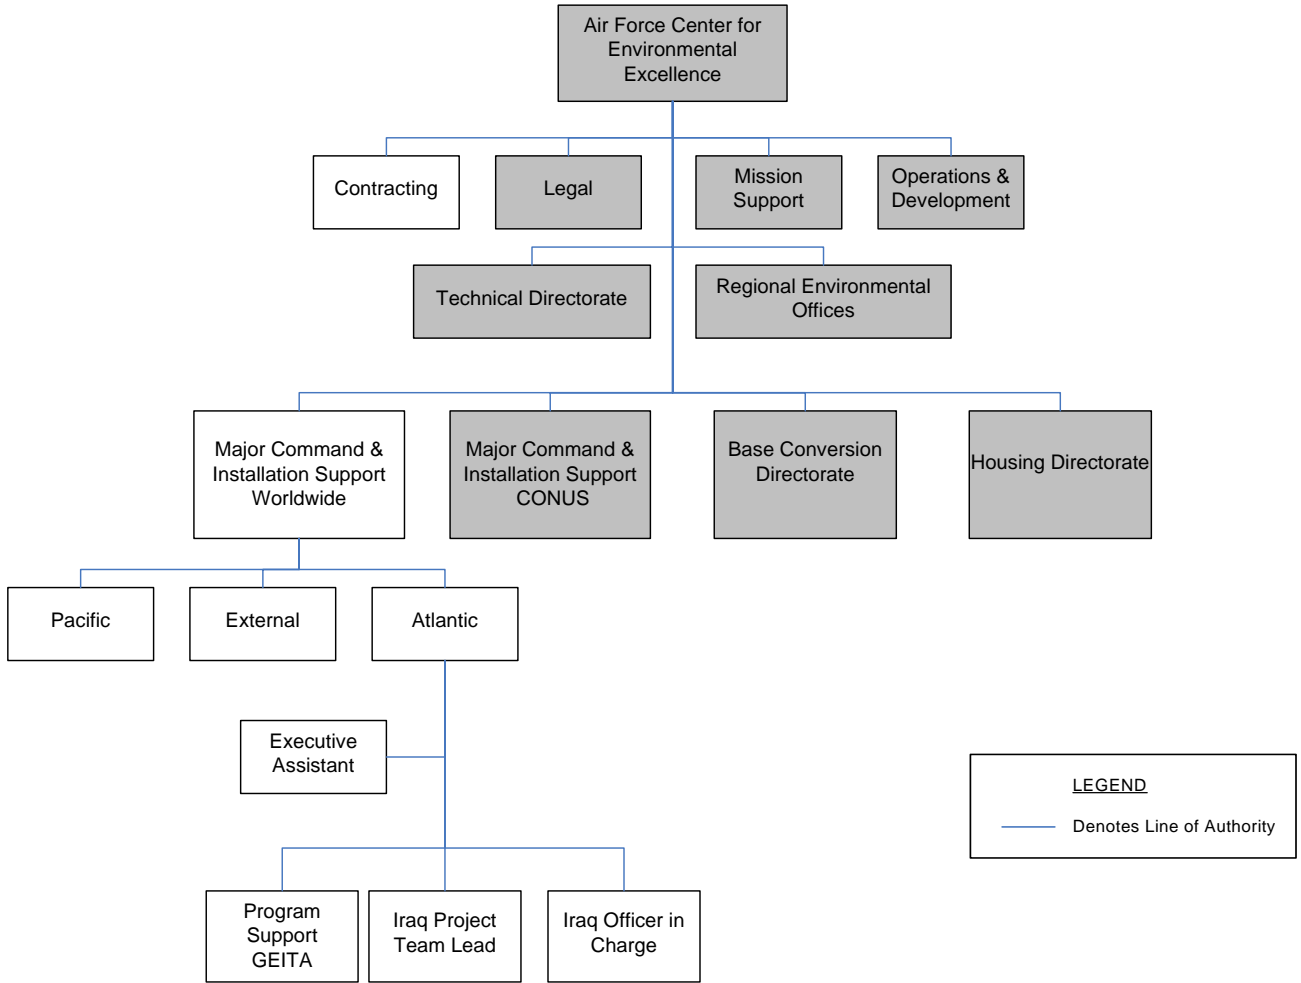 Air Force Center for
Environmental
Excellence
Contracting
Legal
Mission
Support
Operations &
Development
Technical Directorate
Regional Environmental
Offices
Major Command &
Installation Support
Worldwide
Major Command &
Installation Support
CONUS
Base Conversion
Directorate
Housing Directorate
Pacific
External
Atlantic
Executive
Assistant
LEGEND
Denotes Line of Authority
Program
Support
GEITA
Iraq Project
Team Lead
Iraq Officer in
Charge